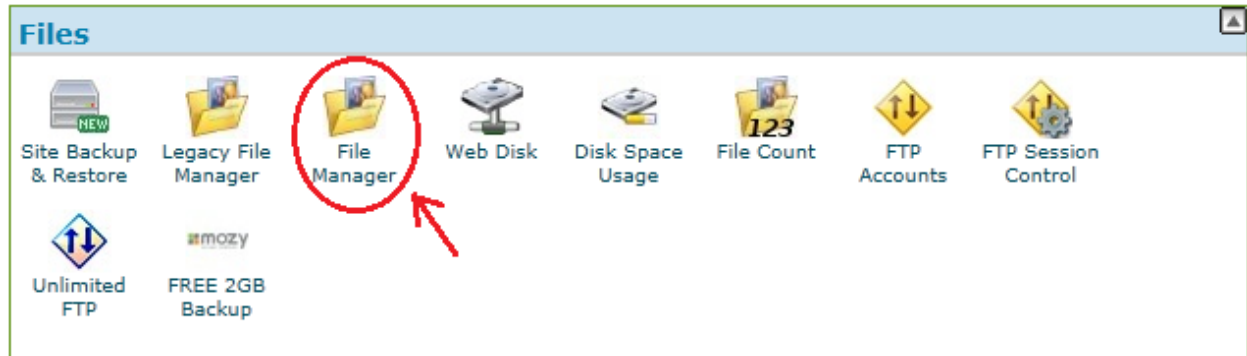 Files
NEW
Site Backup
& Restore
Legacy File
Manager
File
Manager
Web Disk
Disk Space
Usage
123
File Count
FTP
Accounts
FTP Session
Control
Unlimited
FTP
mozy
FREE 2GB
Backup